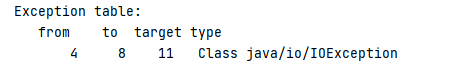 Exception table:
from to target type
4 8 11 Class java/io/IOException